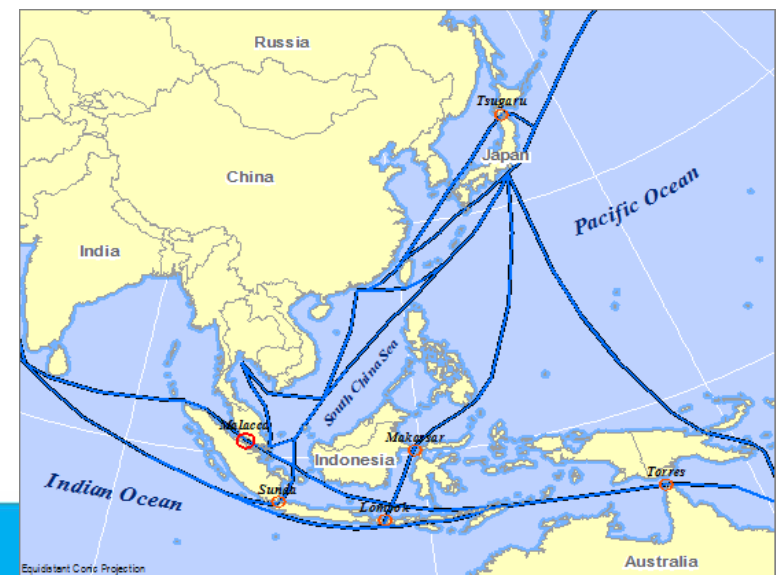 Russia
Tsugaru
Japan
China
Pacific Ocean
India
South China Sea
Malacca
Makassar
Indonesia
Torres
Indian Ocean
Sunda
Lombok
Australia
Equidistant Conic Projection